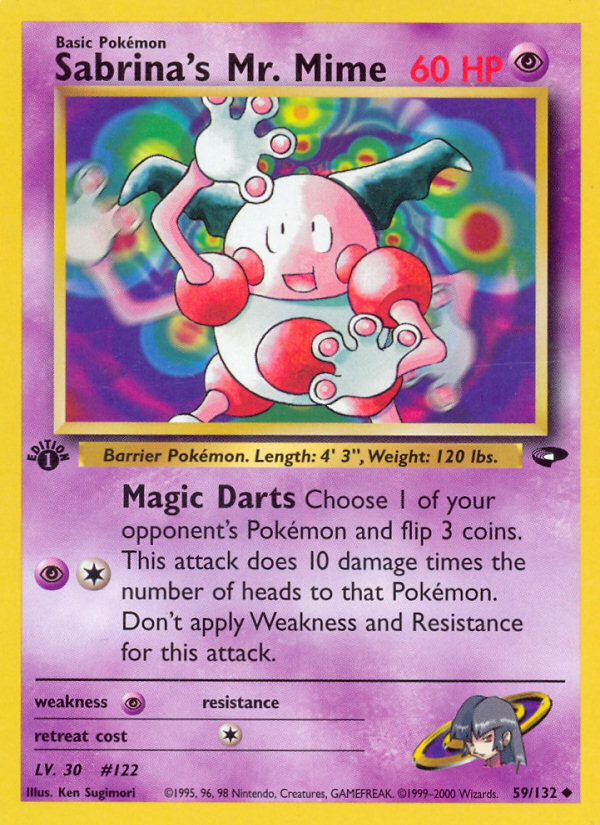 Basic Pokémon
Sabrina's Mr. Mime 60 HP
EDITION
1
Barrier Pokémon. Length: 4' 3", Weight: 120 lbs.
Magic Darts Choose 1 of your
opponent's Pokémon and flip 3 coins.
This attack does 10 damage times the
number of heads to that Pokémon.
Don't apply Weakness and Resistance
for this attack.
weakness resistance
retreat cost
LV. 30 #122
Illus. Ken Sugimori ©1995, 96, 98 Nintendo, Creatures, GAMEFREAK. ©1999-2000 Wizards. 59/132